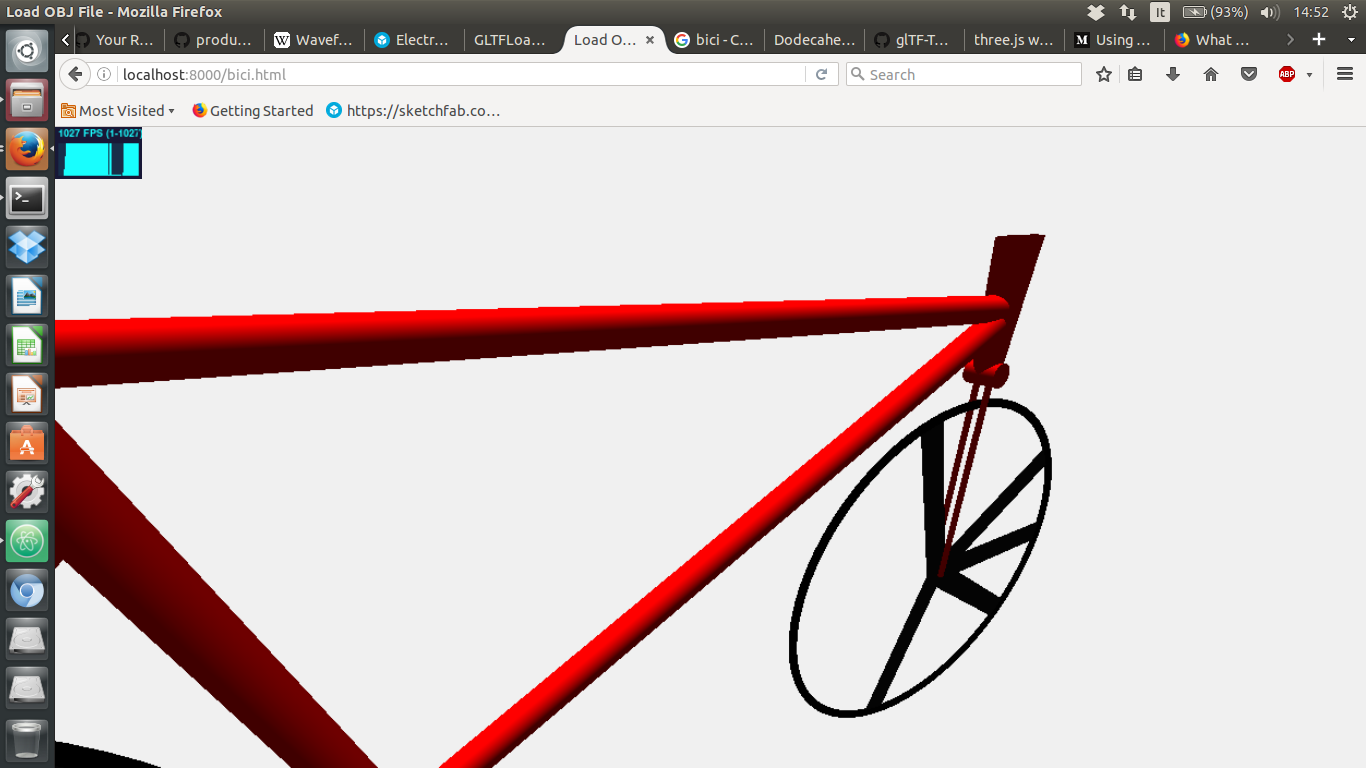 Load OBJ File - Mozilla Firefox
It
(93%)
14:52
Your R...
produ...
Wavef...
Electr...
GLTFLoa...
Load O...
bici - C...
Dodecahe...
glTF-T...
three.js w...
Using ...
What ...
localhost:8000/bici.html
Search
ABP
Most Visited
Getting Started
https://sketchfab.co...
1027 FPS (1-1027)